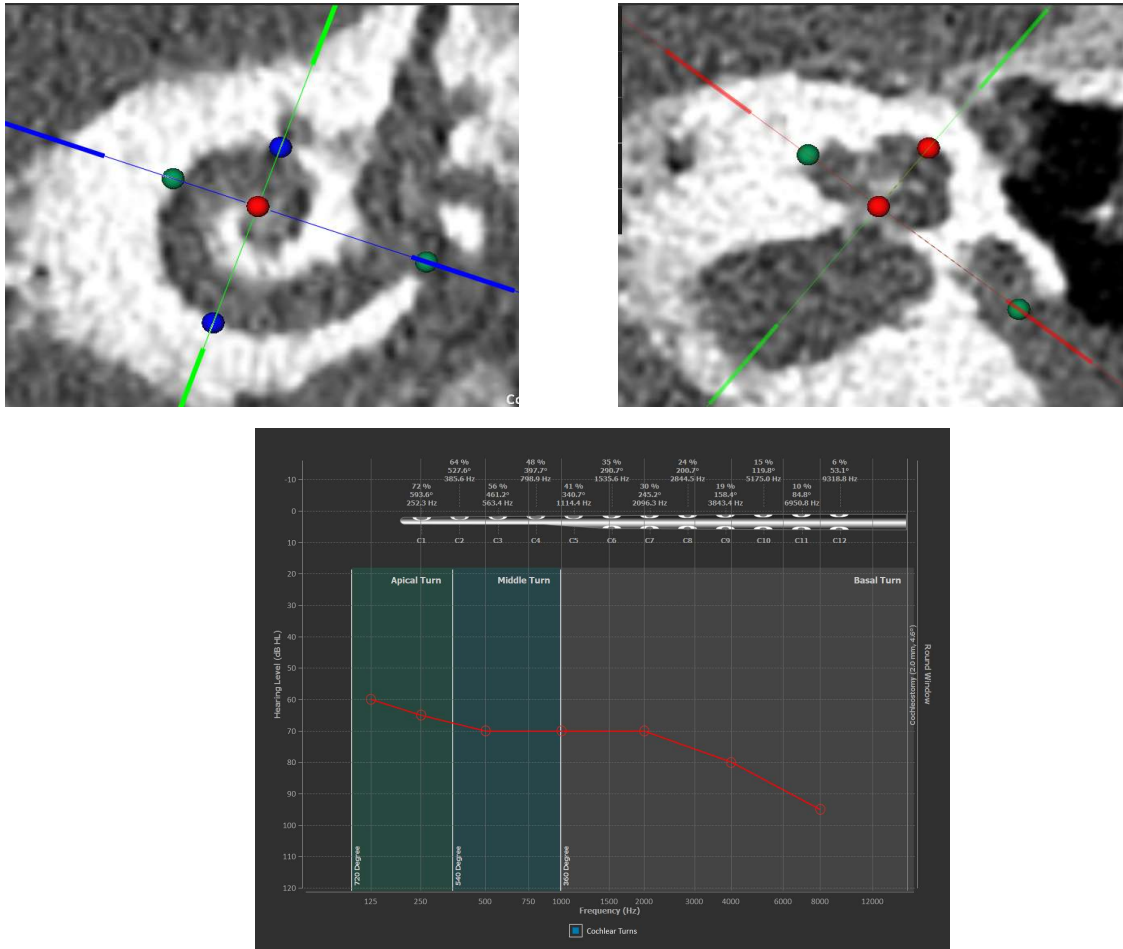 Co
64 % 48 % 35 % 24 % 15 % 6 %
527.6° 397.7° 290.7° 200.7° 119.8° 53.1°
385.6 Hz 798.9 Hz 1535.6 Hz 2844.5 Hz 5175.0 Hz 9318.8 Hz
72 % 56 % 41 % 30 % 19 % 10 %
593.6° 461.2° 340.7° 245.2° 158.4° 84.8°
252.3 Hz 563.4 Hz 1114.4 Hz 2096.3 Hz 3843.4 Hz 6950.8 Hz
-10
0
C1 C2 C3 C4 C5 C6 C7 C8 C9 C10 C11 C12
10
20
Apical Turn Middle Turn Basal Turn
30
40
50
60
70
80
90
100
110
120
Hearing Level (dB HL)
720 Degree
540 Degree
360 Degree
Cochleostomy (2.0 mm, 4.6°)
Round Window
125 250 500 750 1000 1500 2000 3000 4000 6000 8000 12000
Frequency (Hz)
Cochlear Turns